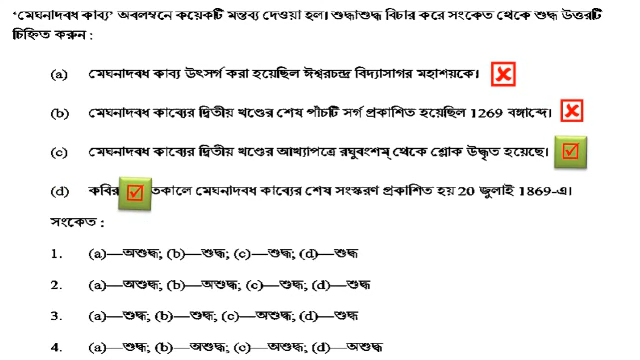 'মেঘনাদবধ কাব্য' অবলম্বনে কয়েকটি মন্তব্য দেওয়া হল। শুদ্ধাশুদ্ধ বিচার করে সংকেত থেকে শুদ্ধ উত্তরটি
চিহ্নিত করুন :
(a) মেঘনাদবধ কাব্য উৎসর্গ করা হয়েছিল ঈশ্বরচন্দ্র বিদ্যাসাগর মহাশয়কে।
(b) মেঘনাদবধ কাব্যের দ্বিতীয় খণ্ডের শেষ পাঁচটি সর্গ প্রকাশিত হয়েছিল 1269 বঙ্গাব্দে।
(c) মেঘনাদবধ কাব্যের দ্বিতীয় খণ্ডের আখ্যাপত্রে রঘুবংশম্ থেকে শ্লোক উদ্ধৃত হয়েছে।
(d) কবির তকালে মেঘনাদবধ কাব্যের শেষ সংস্করণ প্রকাশিত হয় 20 জুলাই 1869-এ।
সংকেত :
1. (a)—অশুদ্ধ; (b)—শুদ্ধ; (c)—শুদ্ধ; (d)—শুদ্ধ
2. (a)—অশুদ্ধ; (b)—অশুদ্ধ; (c)—শুদ্ধ; (d)—শুদ্ধ
3. (a)—শুদ্ধ; (b)—শুদ্ধ; (c)—অশুদ্ধ; (d)—শুদ্ধ
4. (a)—শুদ্ধ; (b)—অশুদ্ধ; (c)—অশুদ্ধ; (d)—অশুদ্ধ